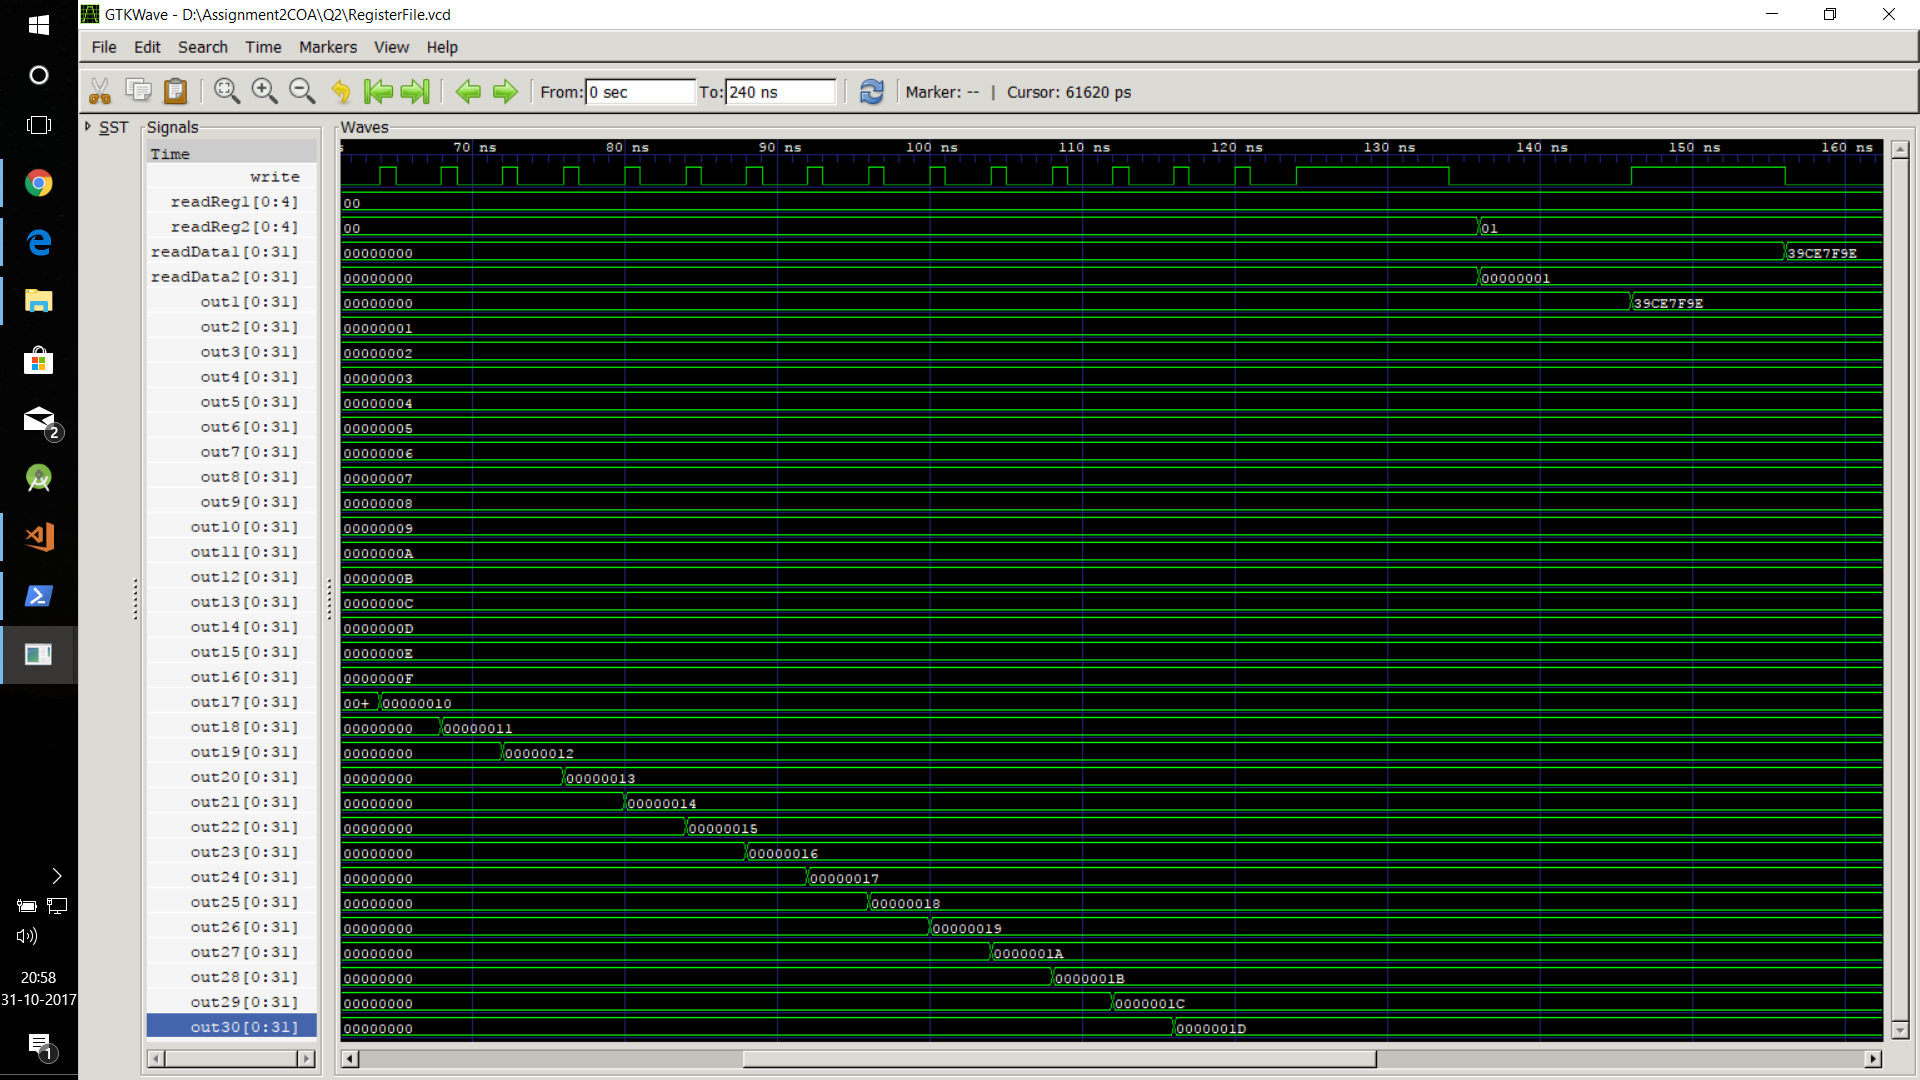 GTKWave - D:\Assignment2COA\Q2\RegisterFile.vcd
File Edit Search Time Markers View Help
From: 0 sec To: 240 ns Marker: -- | Cursor: 61620 ps
SST Signals Waves
Time s 70 ns 80 ns 90 ns 100 ns 110 ns 120 ns 130 ns 140 ns 150 ns 160 ns
write
readReg1[0:4] 00
readReg2[0:4] 00 01
readData1[0:31] 00000000 39CE7F9E
readData2[0:31] 00000000 00000001
out1[0:31] 00000000 39CE7F9E
out2[0:31] 00000001
out3[0:31] 00000002
out4[0:31] 00000003
out5[0:31] 00000004
out6[0:31] 00000005
out7[0:31] 00000006
out8[0:31] 00000007
out9[0:31] 00000008
out10[0:31] 00000009
out11[0:31] 0000000A
out12[0:31] 0000000B
out13[0:31] 0000000C
out14[0:31] 0000000D
out15[0:31] 0000000E
out16[0:31] 0000000F
out17[0:31] 00+ 00000010
out18[0:31] 00000000 00000011
out19[0:31] 00000000 00000012
out20[0:31] 00000000 00000013
out21[0:31] 00000000 00000014
out22[0:31] 00000000 00000015
out23[0:31] 00000000 00000016
out24[0:31] 00000000 00000017
out25[0:31] 00000000 00000018
out26[0:31] 00000000 00000019
out27[0:31] 00000000 0000001A
out28[0:31] 00000000 0000001B
out29[0:31] 00000000 0000001C
out30[0:31] 00000000 0000001D
2
20:58
31-10-2017
1